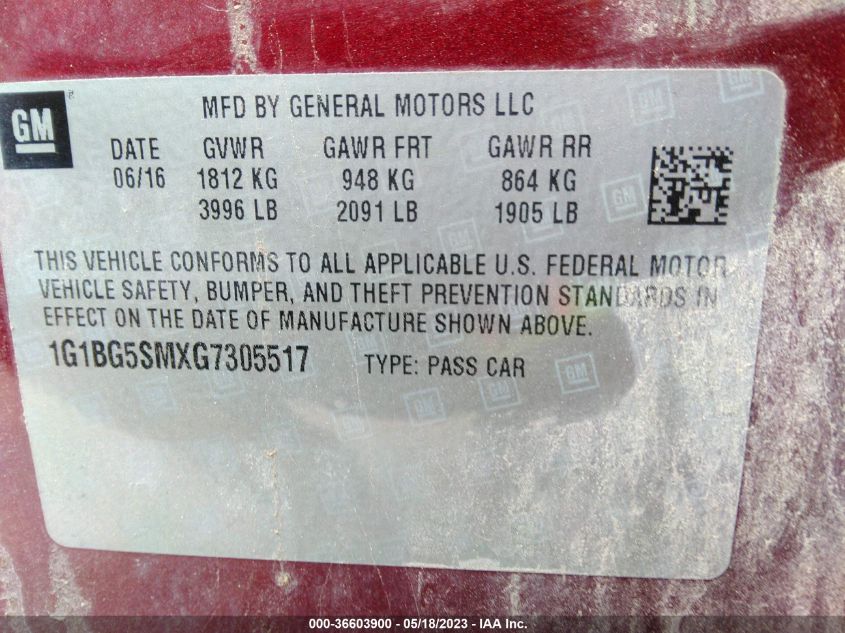 GM
MFD BY GENERAL MOTORS LLC
DATE GVWR GAWR FRT GAWR RR
06/16 1812 KG 948 KG 864 KG
3996 LB 2091 LB 1905 LB
THIS VEHICLE CONFORMS TO ALL APPLICABLE U.S. FEDERAL MOTOR
VEHICLE SAFETY, BUMPER, AND THEFT PREVENTION STANDARDS IN
EFFECT ON THE DATE OF MANUFACTURE SHOWN ABOVE.
1G1BG5SMXG7305517 TYPE: PASS CAR
000-36603900 - 05/18/2023 - IAA Inc.